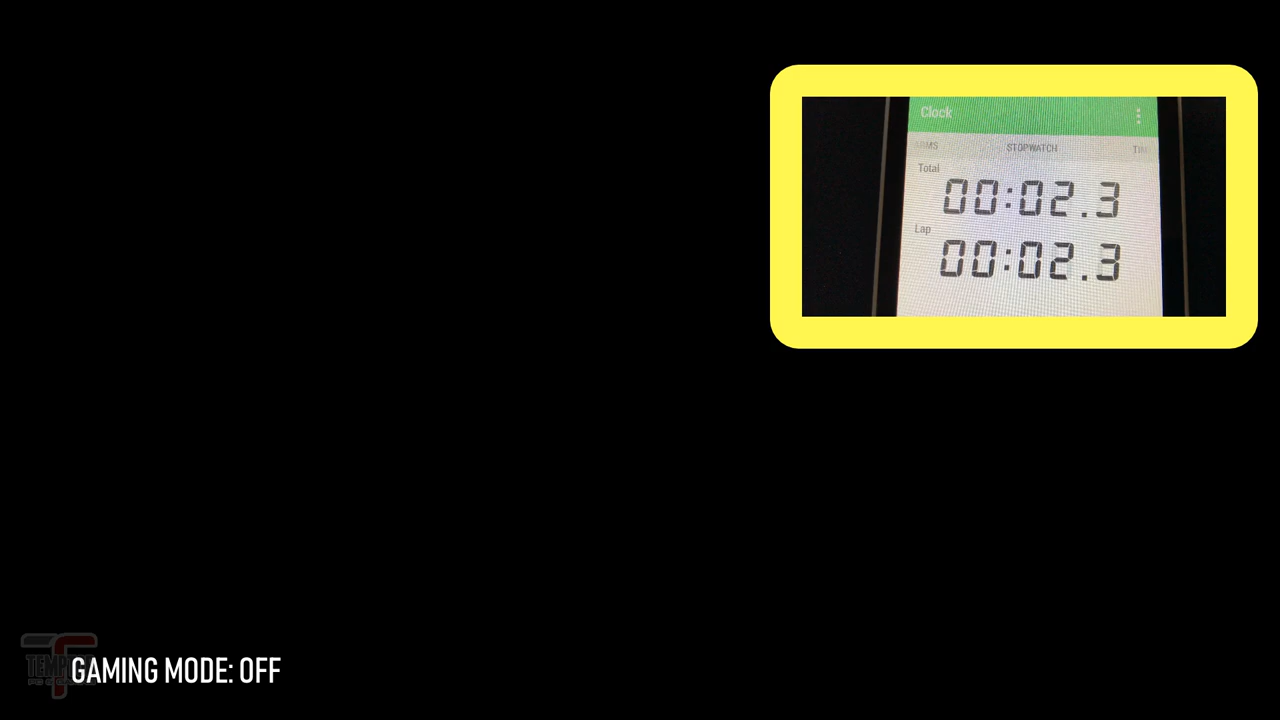 Clock
STOPWATCH
Total
00:02.3
Lap
00:02.3
GAMING MODE: OFF